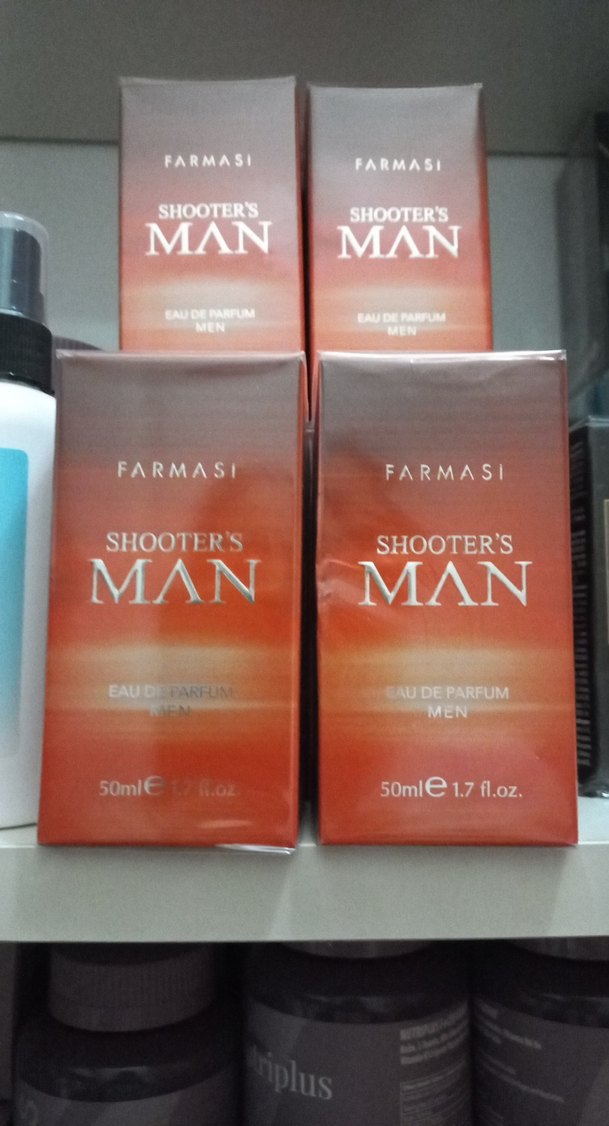 FARMASI
SHOOTER'S
MAN
EAU DE PARFUM
MEN
FARMASI
SHOOTER'S
MAN
EAU DE PARFUM
MEN
FARMASI
SHOOTER'S
MAN
EAU DE PARFUM
MEN
50ml e 1.7 fl.oz.
FARMASI
SHOOTER'S
MAN
EAU DE PARFUM
MEN
50ml e 1.7 fl.oz.
triplus